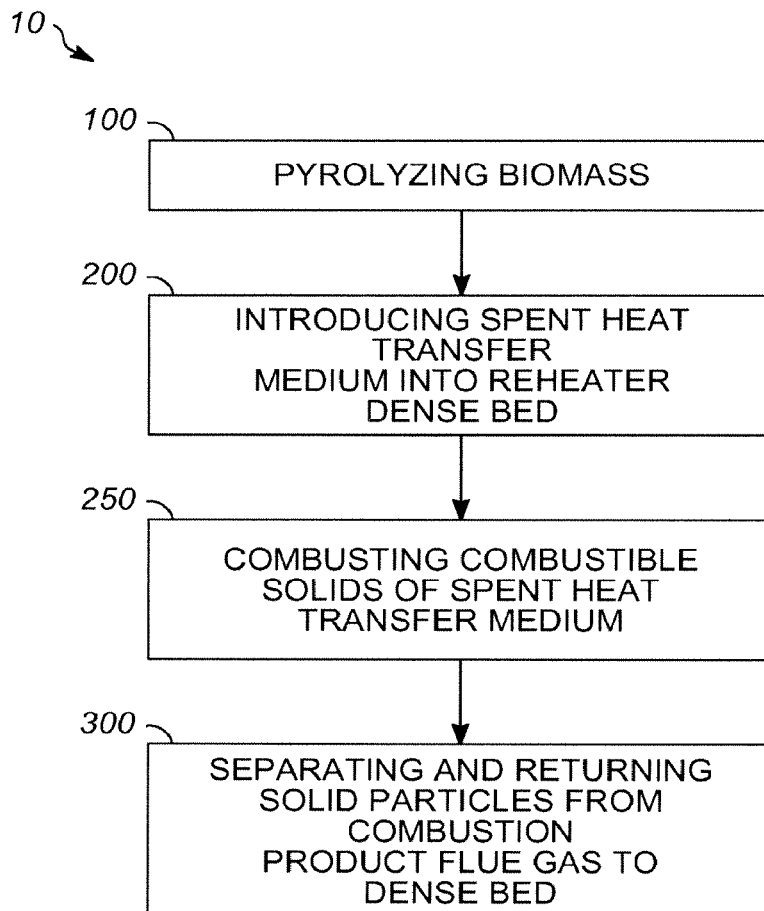 10
100
PYROLYZING BIOMASS
200
INTRODUCING SPENT HEAT
TRANSFER
MEDIUM INTO REHEATER
DENSE BED
250
COMBUSTING COMBUSTIBLE
SOLIDS OF SPENT HEAT
TRANSFER MEDIUM
300
SEPARATING AND RETURNING
SOLID PARTICLES FROM
COMBUSTION
PRODUCT FLUE GAS TO
DENSE BED